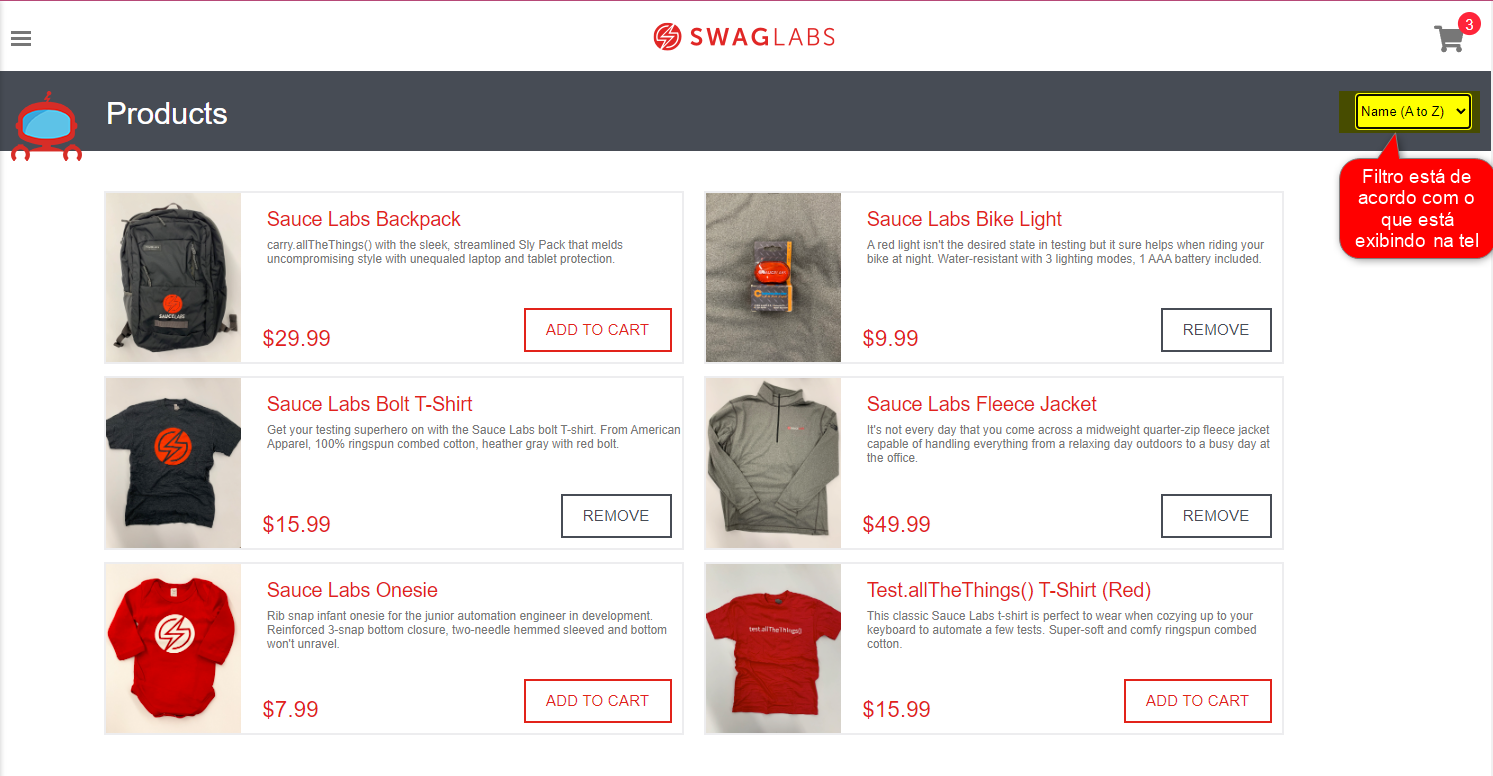 SWAGLABS
3
Products
Name (A to Z)
Filtro está de
acordo com o
que está
exibindo na tel
Sauce Labs Backpack
carry.allTheThings() with the sleek, streamlined Sly Pack that melds
uncompromising style with unequaled laptop and tablet protection.
SAUCELABS
$29.99
ADD TO CART
Sauce Labs Bike Light
A red light isn't the desired state in testing but it sure helps when riding your
bike at night. Water-resistant with 3 lighting modes, 1 AAA battery included.
SAUCELABS
$9.99
REMOVE
Sauce Labs Bolt T-Shirt
Get your testing superhero on with the Sauce Labs bolt T-shirt. From American
Apparel, 100% ringspun combed cotton, heather gray with red bolt.
$15.99
REMOVE
Sauce Labs Fleece Jacket
It's not every day that you come across a midweight quarter-zip fleece jacket
capable of handling everything from a relaxing day outdoors to a busy day at
the office.
$49.99
REMOVE
Sauce Labs Onesie
Rib snap infant onesie for the junior automation engineer in development.
Reinforced 3-snap bottom closure, two-needle hemmed sleeved and bottom
won't unravel.
$7.99
ADD TO CART
Test.allTheThings() T-Shirt (Red)
This classic Sauce Labs t-shirt is perfect to wear when cozying up to your
keyboard to automate a few tests. Super-soft and comfy ringspun combed
cotton.
test.allTheThings()
$15.99
ADD TO CART